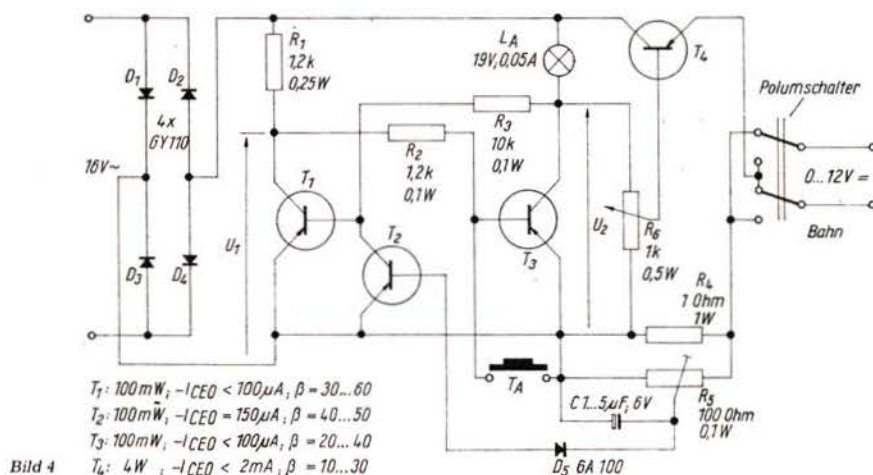 R1
1,2k
0,25W
LA
19V, 0,05A
T4
Polumschalter
D1
D2
4x
GY110
16V~
R3
10k
0,1W
R2
1,2k
0,1W
0...12V =
Bahn
U1
T1
T2
T3
U2
R6
1k
0,5W
D3
D4
R4
1 Ohm
1W
TA
R5
100 Ohm
0,1W
C 1...5µF; 6V
D5 6A 100
T1: 100mW; -ICEO < 100µA; β = 30...60
T2: 100mW; -ICEO = 150µA; β = 40...50
T3: 100mW; -ICEO < 100µA; β = 20...40
Bild 4 T4: 4W ; -ICEO < 2mA; β = 10...30